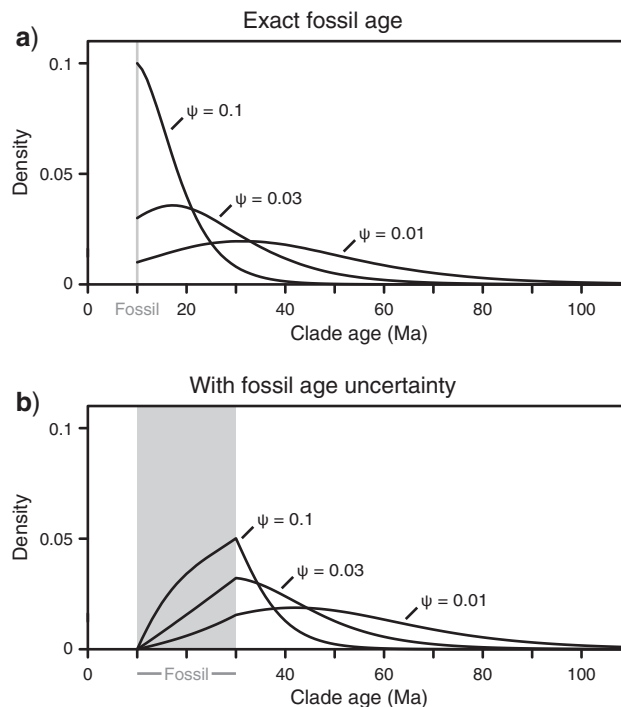 Exact fossil age
a)
0.1
0.05
0
Density
ψ = 0.1
ψ = 0.03
ψ = 0.01
0 Fossil 20 40 60 80 100
Clade age (Ma)
With fossil age uncertainty
b)
0.1
0.05
0
Density
ψ = 0.1
ψ = 0.03
ψ = 0.01
0 20 40 60 80 100
Fossil
Clade age (Ma)